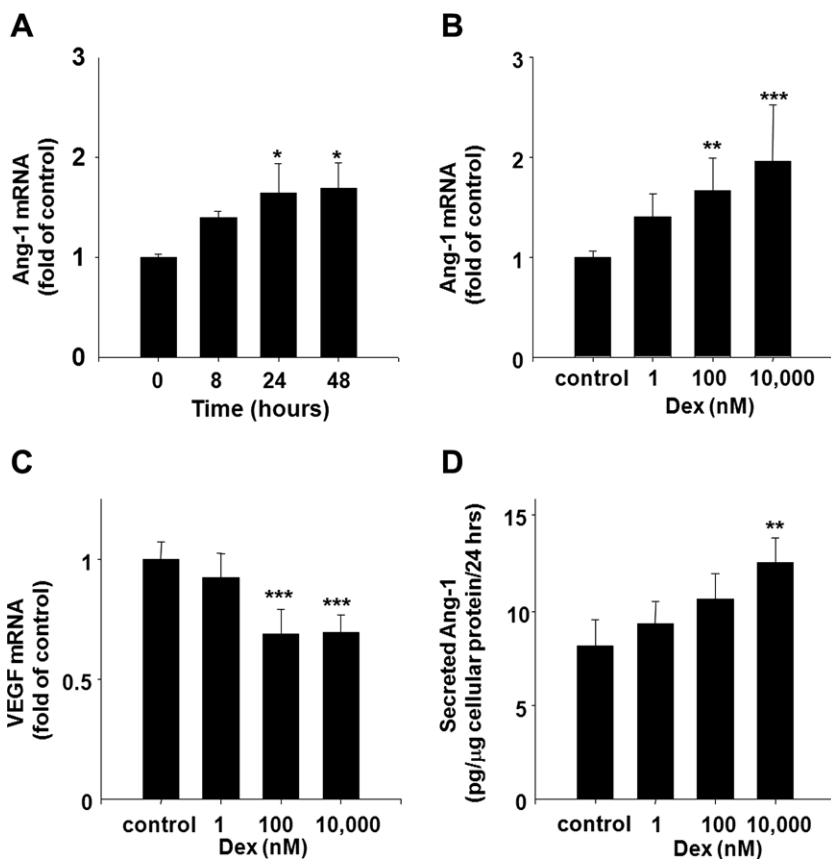 A
Ang-1 mRNA
(fold of control)
3
2
1
0
*
*
0 8 24 48
Time (hours)
B
Ang-1 mRNA
(fold of control)
3
2
1
0
**
***
control 1 100 10,000
Dex (nM)
C
VEGF mRNA
(fold of control)
1
0.5
0
***
***
control 1 100 10,000
Dex (nM)
D
Secreted Ang-1
(pg/μg cellular protein/24 hrs)
15
10
5
0
**
control 1 100 10,000
Dex (nM)